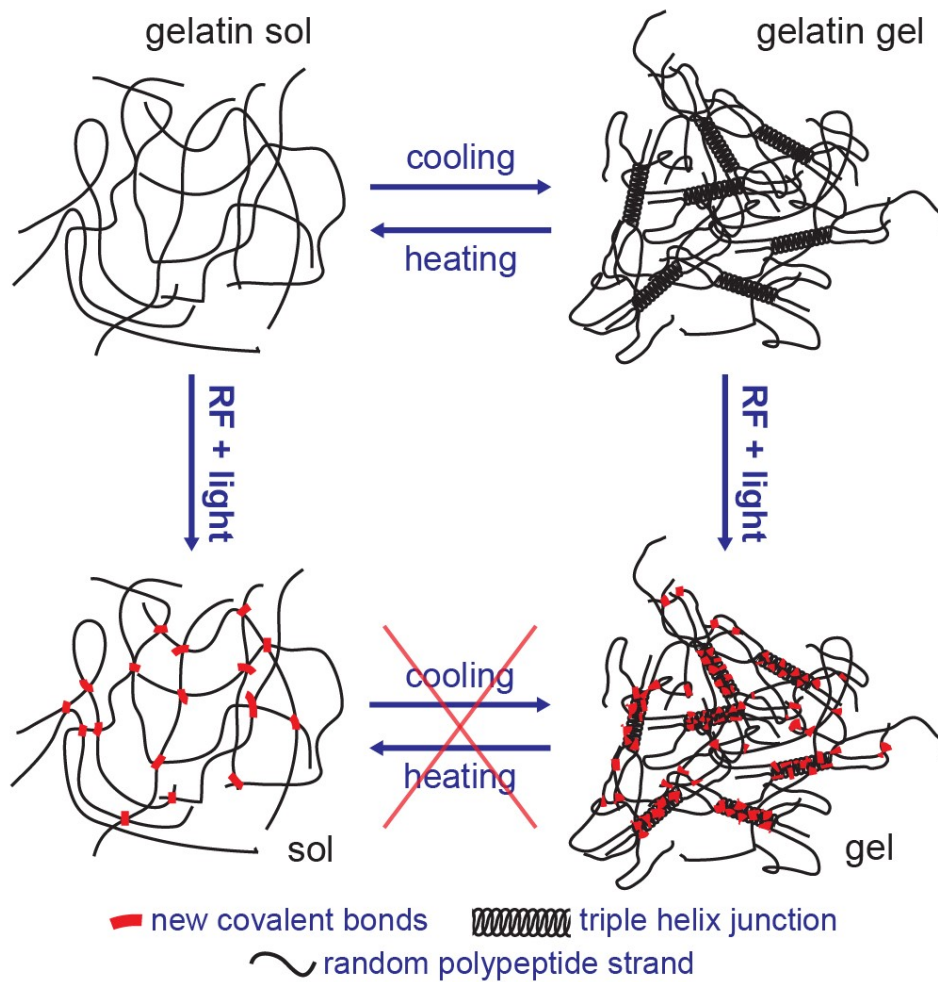 gelatin sol
gelatin gel
cooling
heating
RF + light
RF + light
cooling
heating
sol
gel
new covalent bonds
triple helix junction
random polypeptide strand